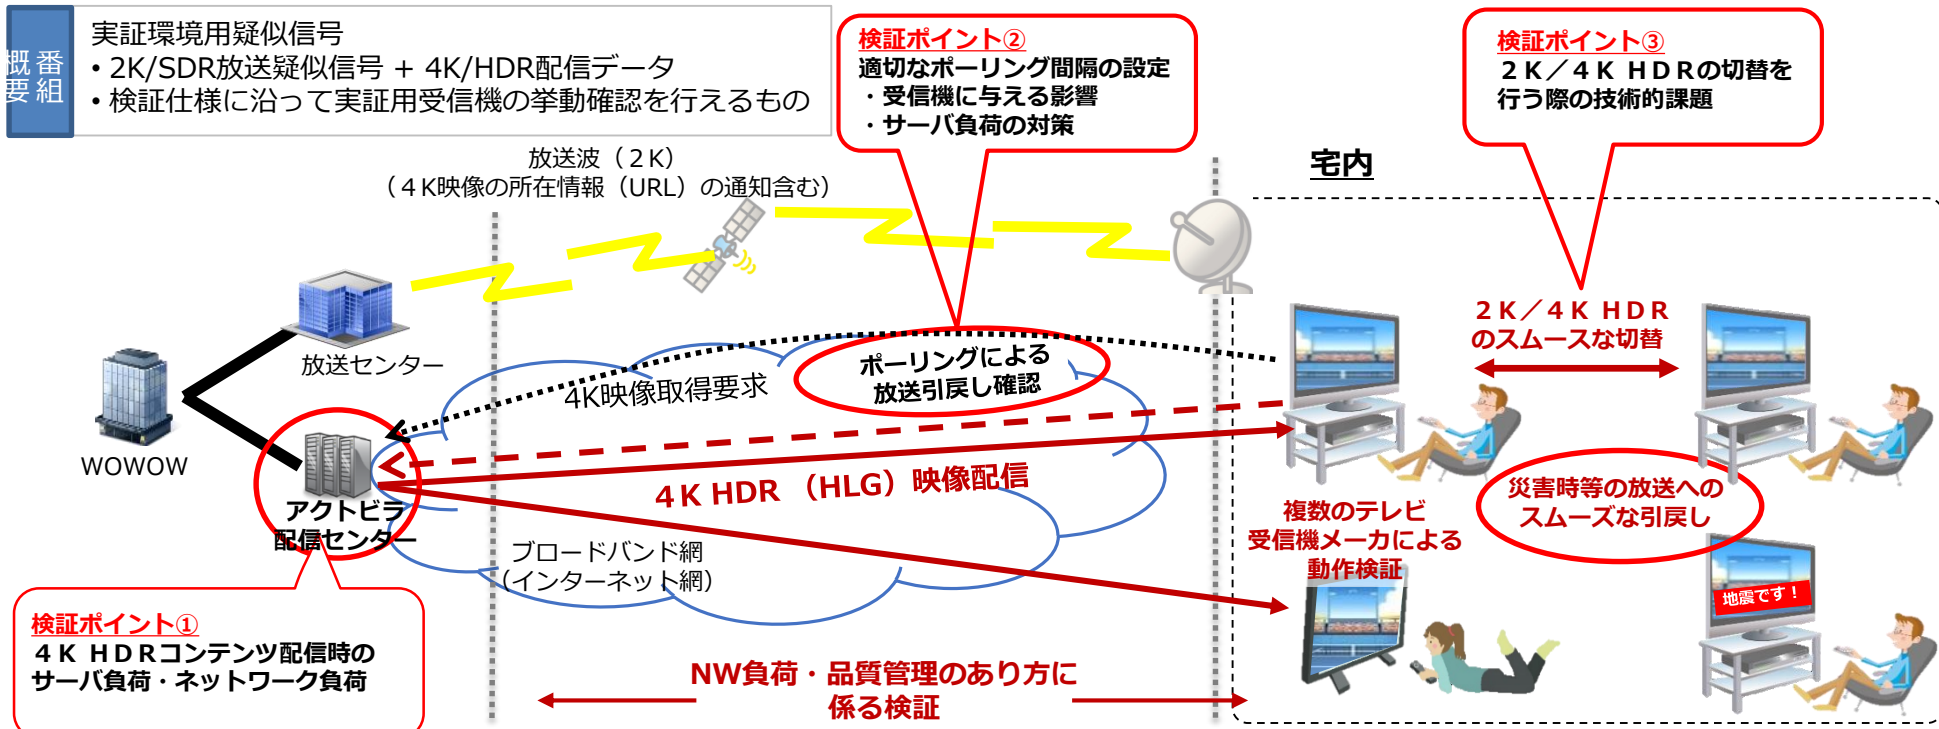 番組
概要
実証環境用疑似信号
• 2K/SDR放送疑似信号 + 4K/HDR配信データ
• 検証仕様に沿って実証用受信機の挙動確認を行えるもの
検証ポイント②
適切なポーリング間隔の設定
・受信機に与える影響
・サーバ負荷の対策
検証ポイント③
２K／４K HDRの切替を
行う際の技術的課題
放送波（２K）
（４K映像の所在情報（URL）の通知含む）
宅内
放送センター
WOWOW
アクトビラ
配信センター
4K映像取得要求
ポーリングによる
放送引戻し確認
４K HDR （HLG）映像配信
ブロードバンド網
（インターネット網）
２K／４K HDR
のスムースな切替
複数のテレビ
受信機メーカによる
動作検証
災害時等の放送への
スムーズな引戻し
地震です！
検証ポイント①
４K HDRコンテンツ配信時の
サーバ負荷・ネットワーク負荷
NW負荷・品質管理のあり方に
係る検証